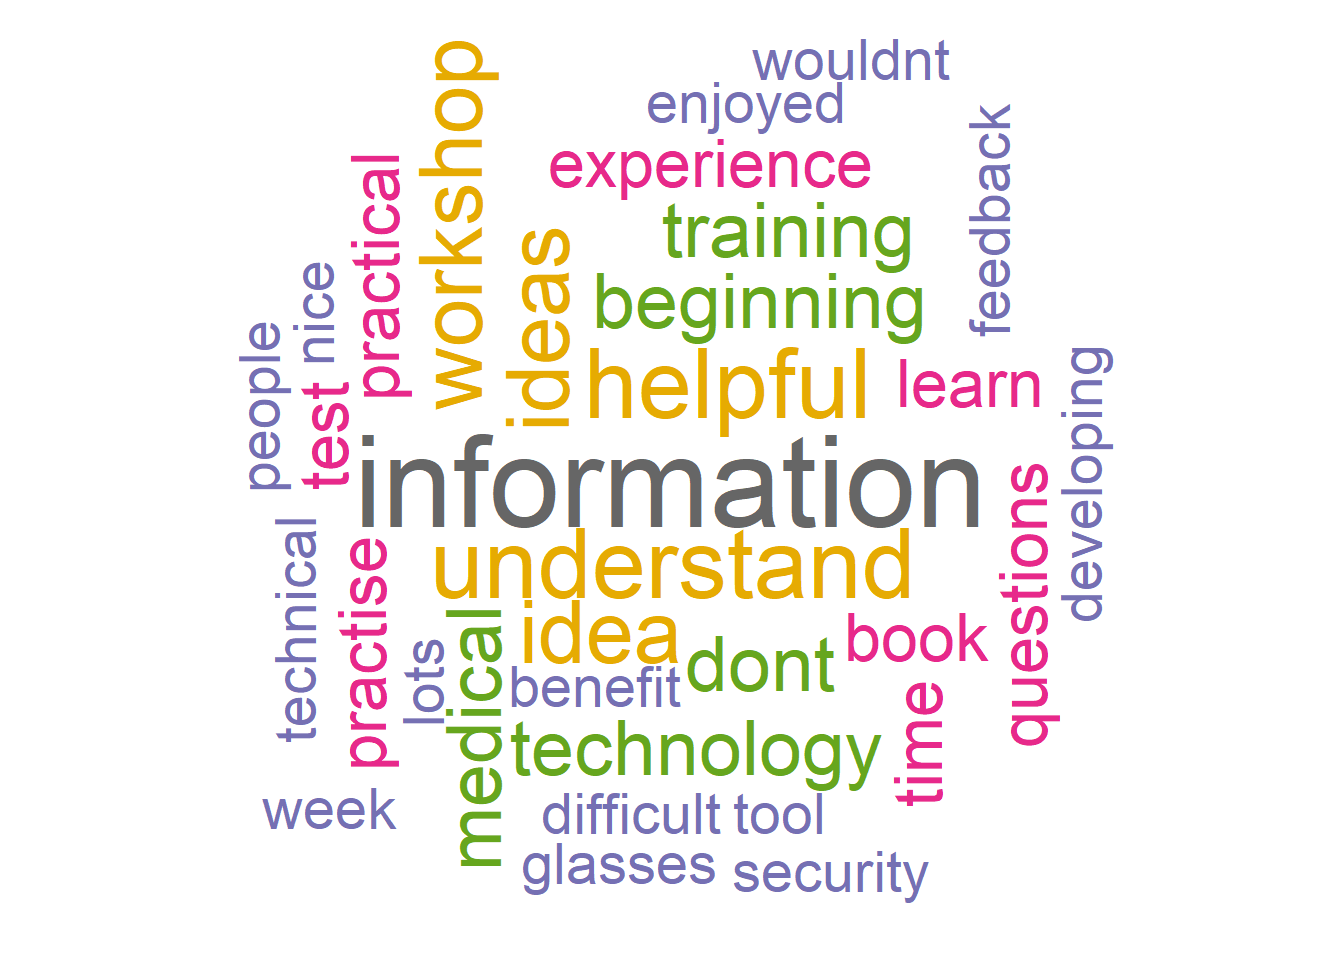 wouldnt
enjoyed
experience
training
beginning
helpful
learn
feedback
developing
workshop
ideas
practical
nice
people
test
information
understand
idea
dont
book
questions
technical
practise
lots
medical
benefit
technology
time
week
difficult
tool
glasses
security